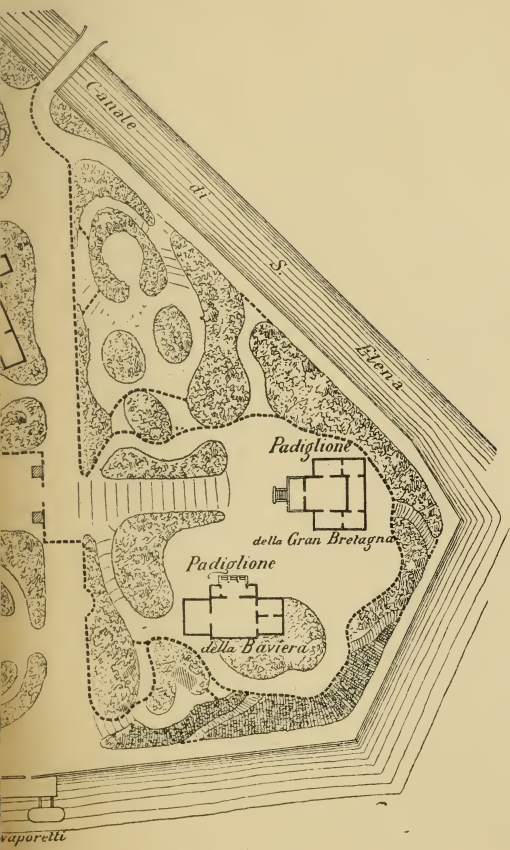 Canale di S. Elena
Padiglione
della Gran Bretagna
Padiglione
della Baviera
vaporetti